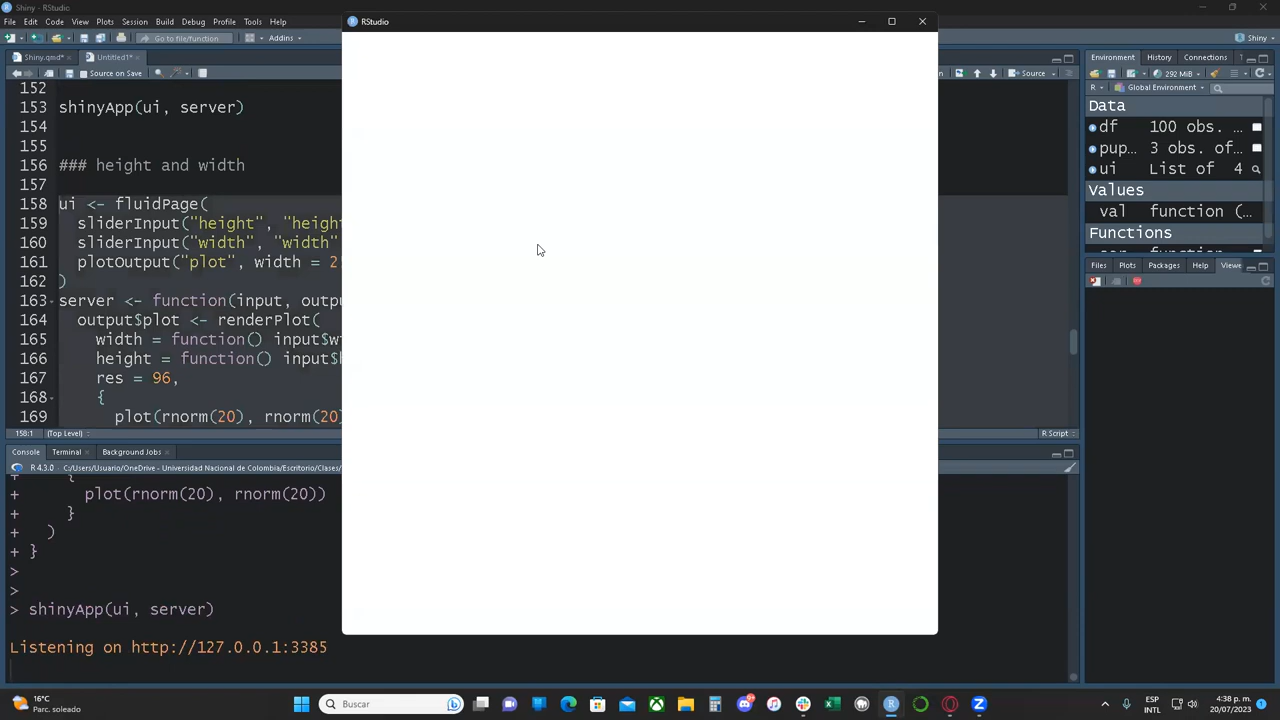 Shiny - RStudio
File Edit Code View Plots Session Build Debug Profile Tools Help
Go to file/function
Addins
Shiny
Shiny.qmd*
Untitled1*
Source on Save
Source
152
153 shinyApp(ui, server)
154
155
156 ### height and width
157
158 ui <- fluidPage(
159 sliderInput("height", "heigh
160 sliderInput("width", "width"
161 plotOutput("plot", width = 2
162 )
163 server <- function(input, outpu
164 output$plot <- renderPlot(
165 width = function() input$wi
166 height = function() input$h
167 res = 96,
168 {
169 plot(rnorm(20), rnorm(20)
158:1 (Top Level)
R Script
Console Terminal Background Jobs
R 4.3.0 · C:/Users/Usuario/OneDrive - Universidad Nacional de Colombia/Escritorio/Clases/
+ {
+ plot(rnorm(20), rnorm(20))
+ }
+ )
+ }
>
>
> shinyApp(ui, server)
Listening on http://127.0.0.1:3385
RStudio
Environment History Connections
292 MiB
R Global Environment
Data
df 100 obs. …
pup… 3 obs. of…
ui List of 4
Values
val function (…
Functions
Files Plots Packages Help Viewe
16°C
Parc. soleado
Buscar
ESP
INTL
4:38 p. m.
20/07/2023